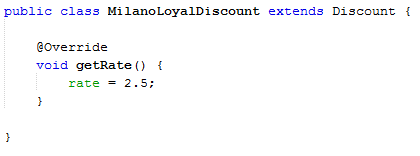 public class MilanoLoyalDiscount extends Discount {
@Override
void getRate() {
rate = 2.5;
}
}